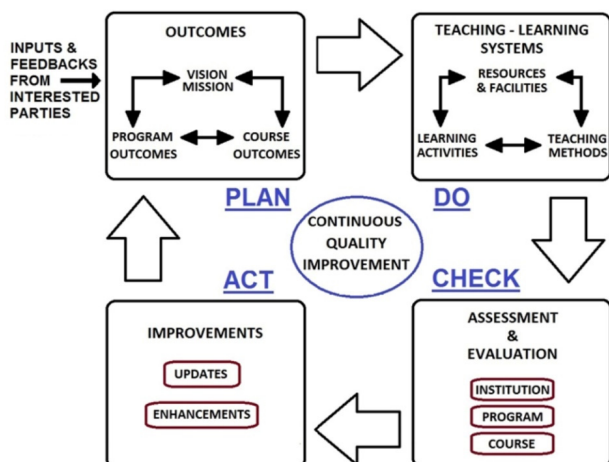 INPUTS &
FEEDBACKS
FROM
INTERESTED
PARTIES
OUTCOMES
VISION
MISSION
PROGRAM
OUTCOMES
COURSE
OUTCOMES
PLAN
TEACHING - LEARNING
SYSTEMS
RESOURCES
& FACILITIES
LEARNING
ACTIVITIES
TEACHING
METHODS
DO
CONTINUOUS
QUALITY
IMPROVEMENT
ACT
IMPROVEMENTS
UPDATES
ENHANCEMENTS
CHECK
ASSESSMENT
&
EVALUATION
INSTITUTION
PROGRAM
COURSE